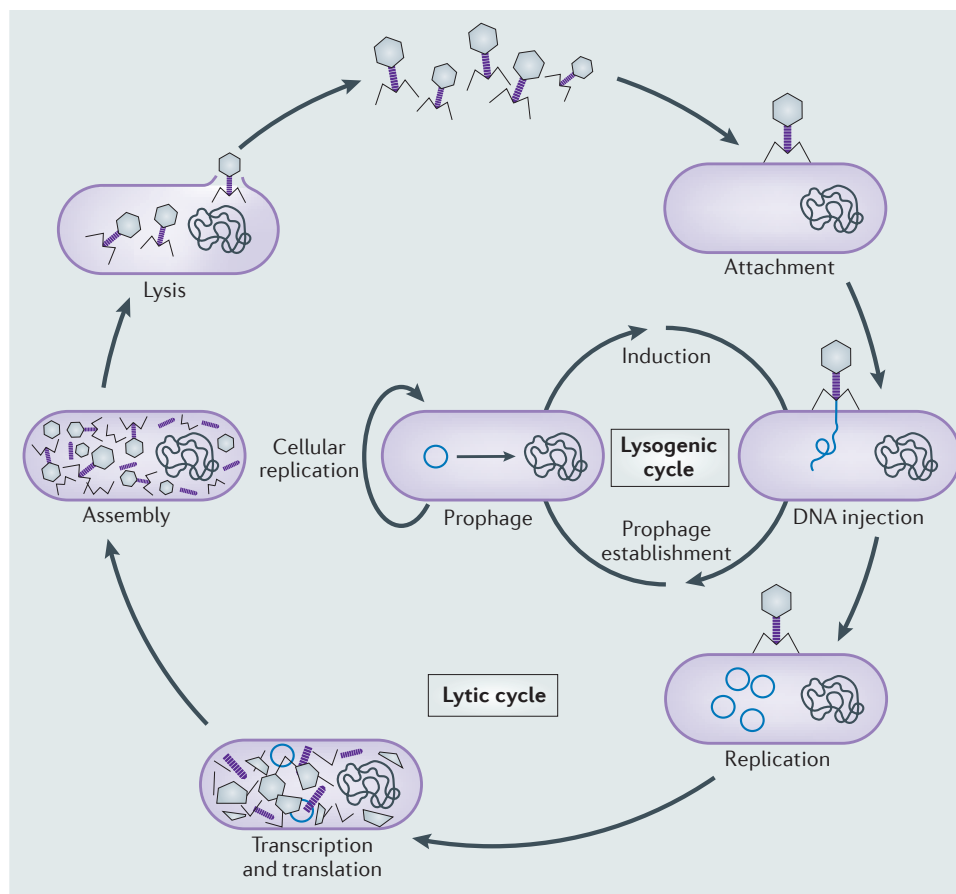 Attachment
Lysis
Induction
Cellular
replication
Lysogenic
cycle
Prophage
DNA injection
Assembly
Prophage
establishment
Lytic cycle
Replication
Transcription
and translation